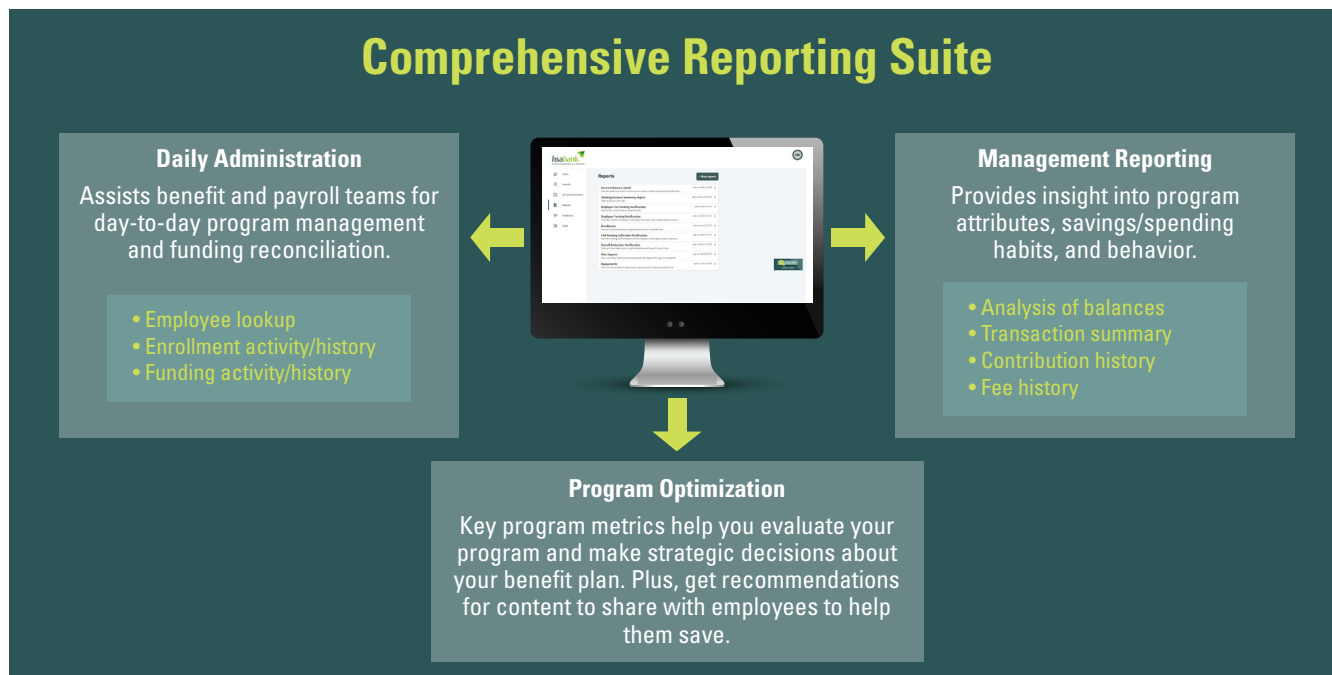 Comprehensive Reporting Suite
Daily Administration
Assists benefit and payroll teams for
day-to-day program management
and funding reconciliation.
• Employee lookup
• Enrollment activity/history
• Funding activity/history
hsabank
Reports
Management Reporting
Provides insight into program
attributes, savings/spending
habits, and behavior.
• Analysis of balances
• Transaction summary
• Contribution history
• Fee history
Program Optimization
Key program metrics help you evaluate your
program and make strategic decisions about
your benefit plan. Plus, get recommendations
for content to share with employees to help
them save.